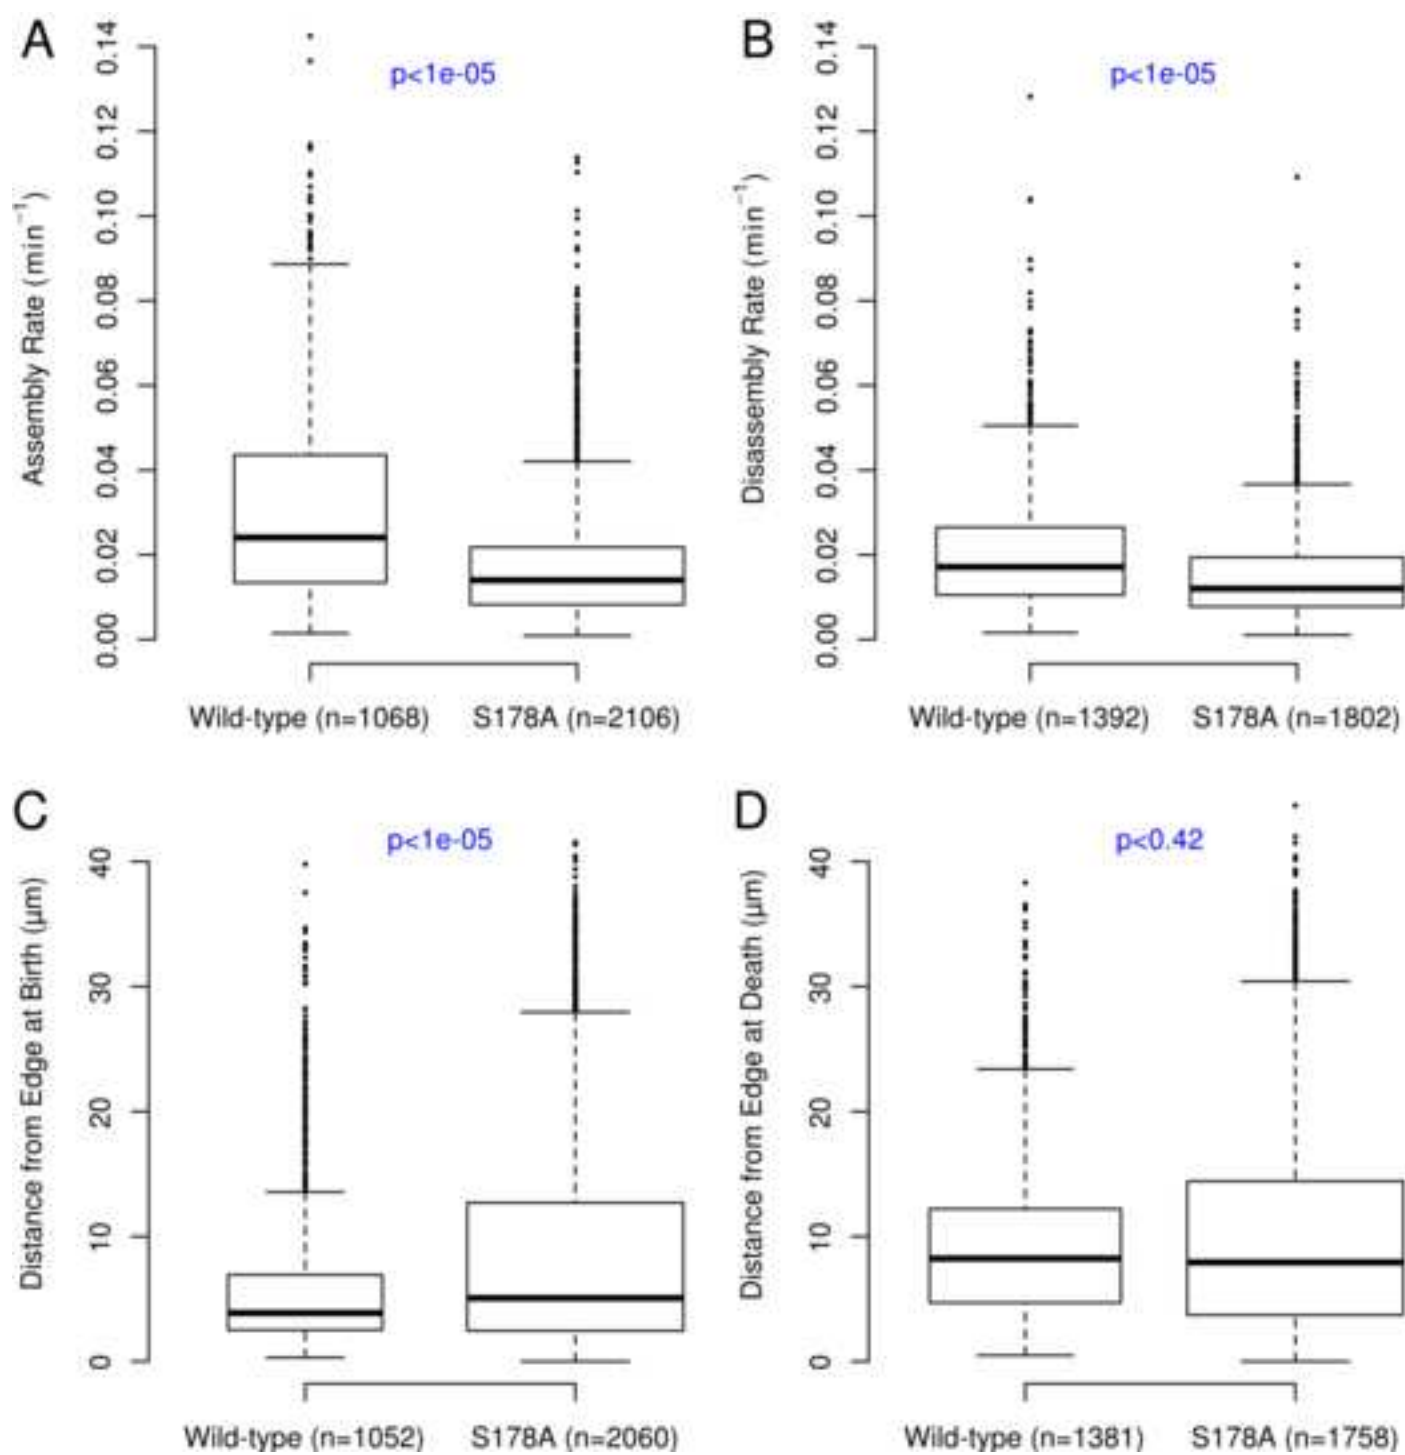 A
p<1e-05
Assembly Rate (min⁻¹)
0.14
0.12
0.10
0.08
0.06
0.04
0.02
0.00
Wild-type (n=1068) S178A (n=2106)
B
p<1e-05
Disassembly Rate (min⁻¹)
0.14
0.12
0.10
0.08
0.06
0.04
0.02
0.00
Wild-type (n=1392) S178A (n=1802)
C
p<1e-05
Distance from Edge at Birth (µm)
40
30
20
10
0
Wild-type (n=1052) S178A (n=2060)
D
p<0.42
Distance from Edge at Death (µm)
40
30
20
10
0
Wild-type (n=1381) S178A (n=1758)